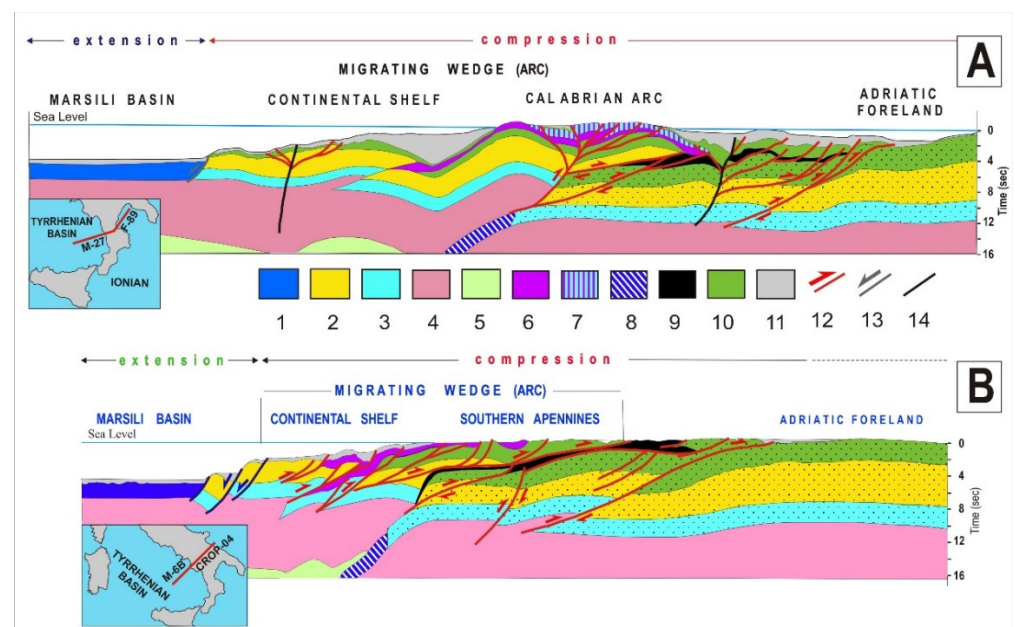 extension compression
A
MIGRATING WEDGE (ARC)
MARSILI BASIN CONTINENTAL SHELF CALABRIAN ARC ADRIATIC FORELAND
Sea Level
0
4
8
12
16
Time (sec)
TYRRHENIAN
BASIN
M-27
F-89
IONIAN
1 2 3 4 5 6 7 8 9 10 11 12 13 14
extension compression
B
MIGRATING WEDGE (ARC)
MARSILI BASIN CONTINENTAL SHELF SOUTHERN APENNINES ADRIATIC FORELAND
Sea Level
0
4
8
12
16
Time (sec)
TYRRHENIAN
BASIN
M-6B
CROP-04